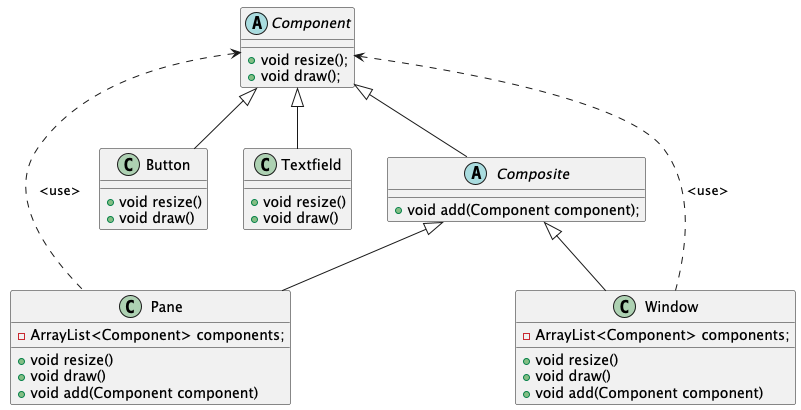 A Component
void resize();
void draw();
C Button
void resize()
void draw()
C Textfield
void resize()
void draw()
A Composite
void add(Component component);
<use>
<use>
C Pane
ArrayList<Component> components;
void resize()
void draw()
void add(Component component)
C Window
ArrayList<Component> components;
void resize()
void draw()
void add(Component component)